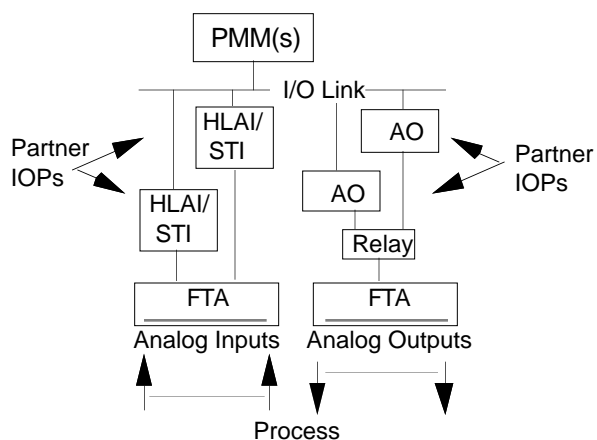 PMM(s)
I/O Link
HLAI/
STI
AO
Partner
IOPs
Partner
IOPs
HLAI/
STI
AO
Relay
FTA
FTA
Analog Inputs
Analog Outputs
Process